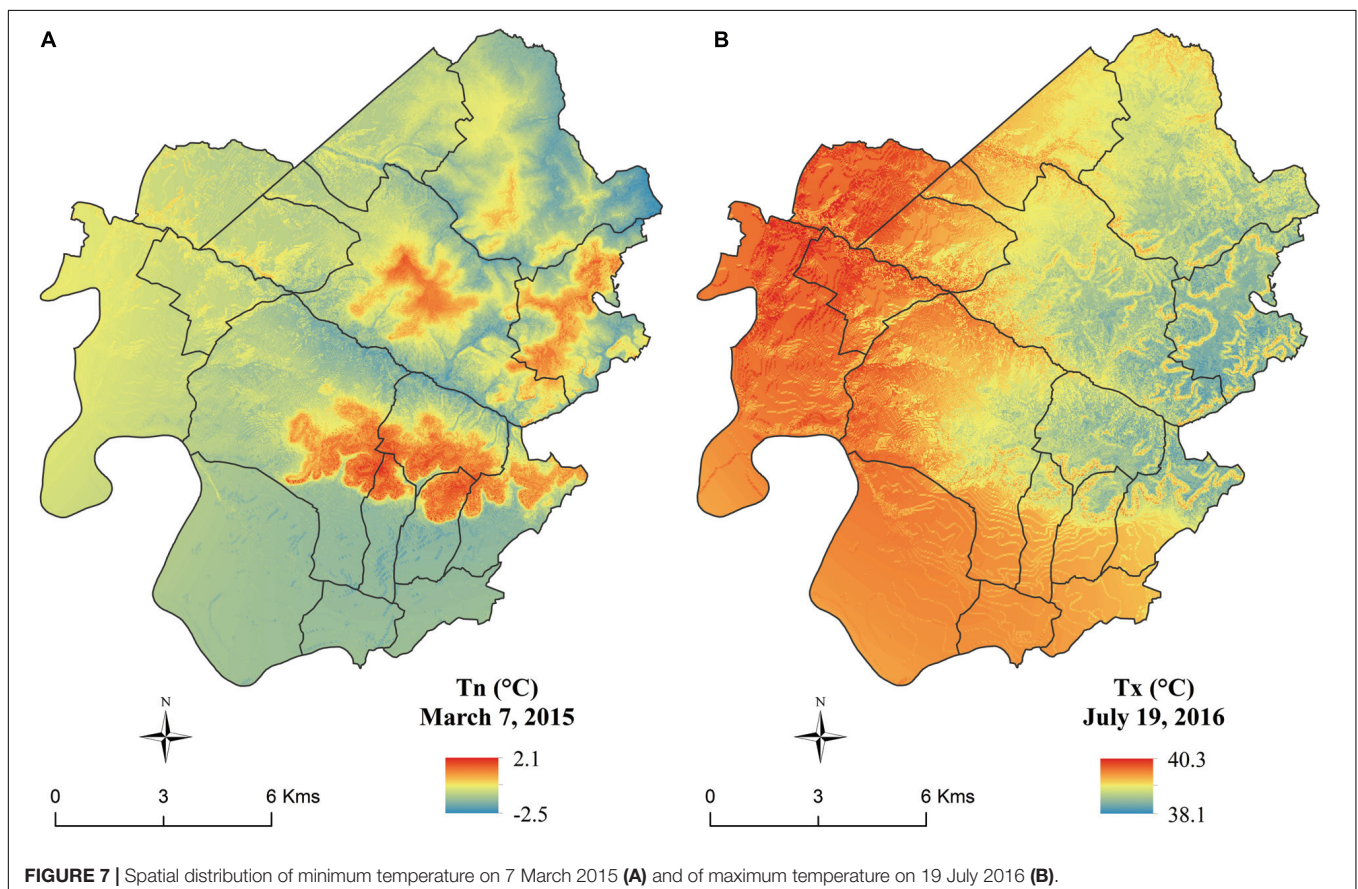 A
B
Tn (°C)
March 7, 2015
N
2.1
-2.5
0 3 6 Kms
Tx (°C)
July 19, 2016
N
40.3
38.1
0 3 6 Kms
FIGURE 7 | Spatial distribution of minimum temperature on 7 March 2015 (A) and of maximum temperature on 19 July 2016 (B).